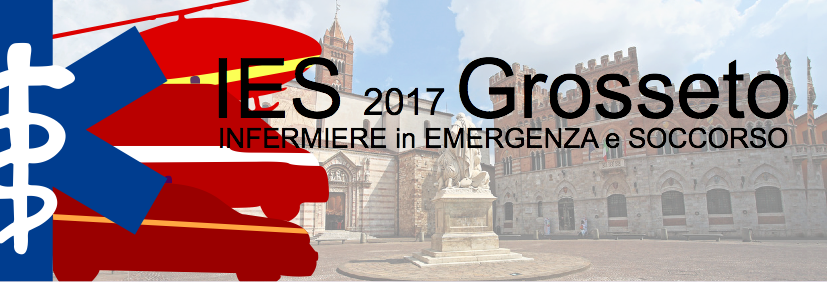 IES 2017 Grosseto
INFERMIERE in EMERGENZA e SOCCORSO